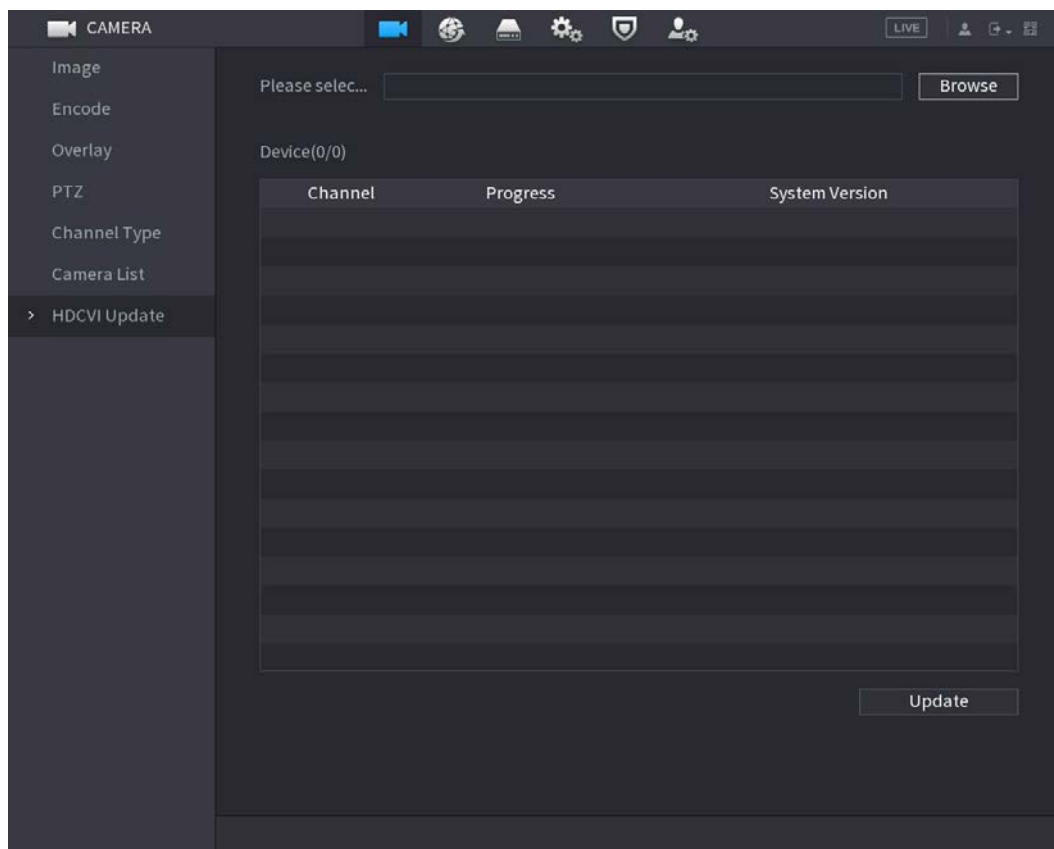 CAMERA
LIVE
Image
Encode
Overlay
PTZ
Channel Type
Camera List
> HDCVI Update
Please selec...
Browse
Device(0/0)
Channel Progress System Version
Update